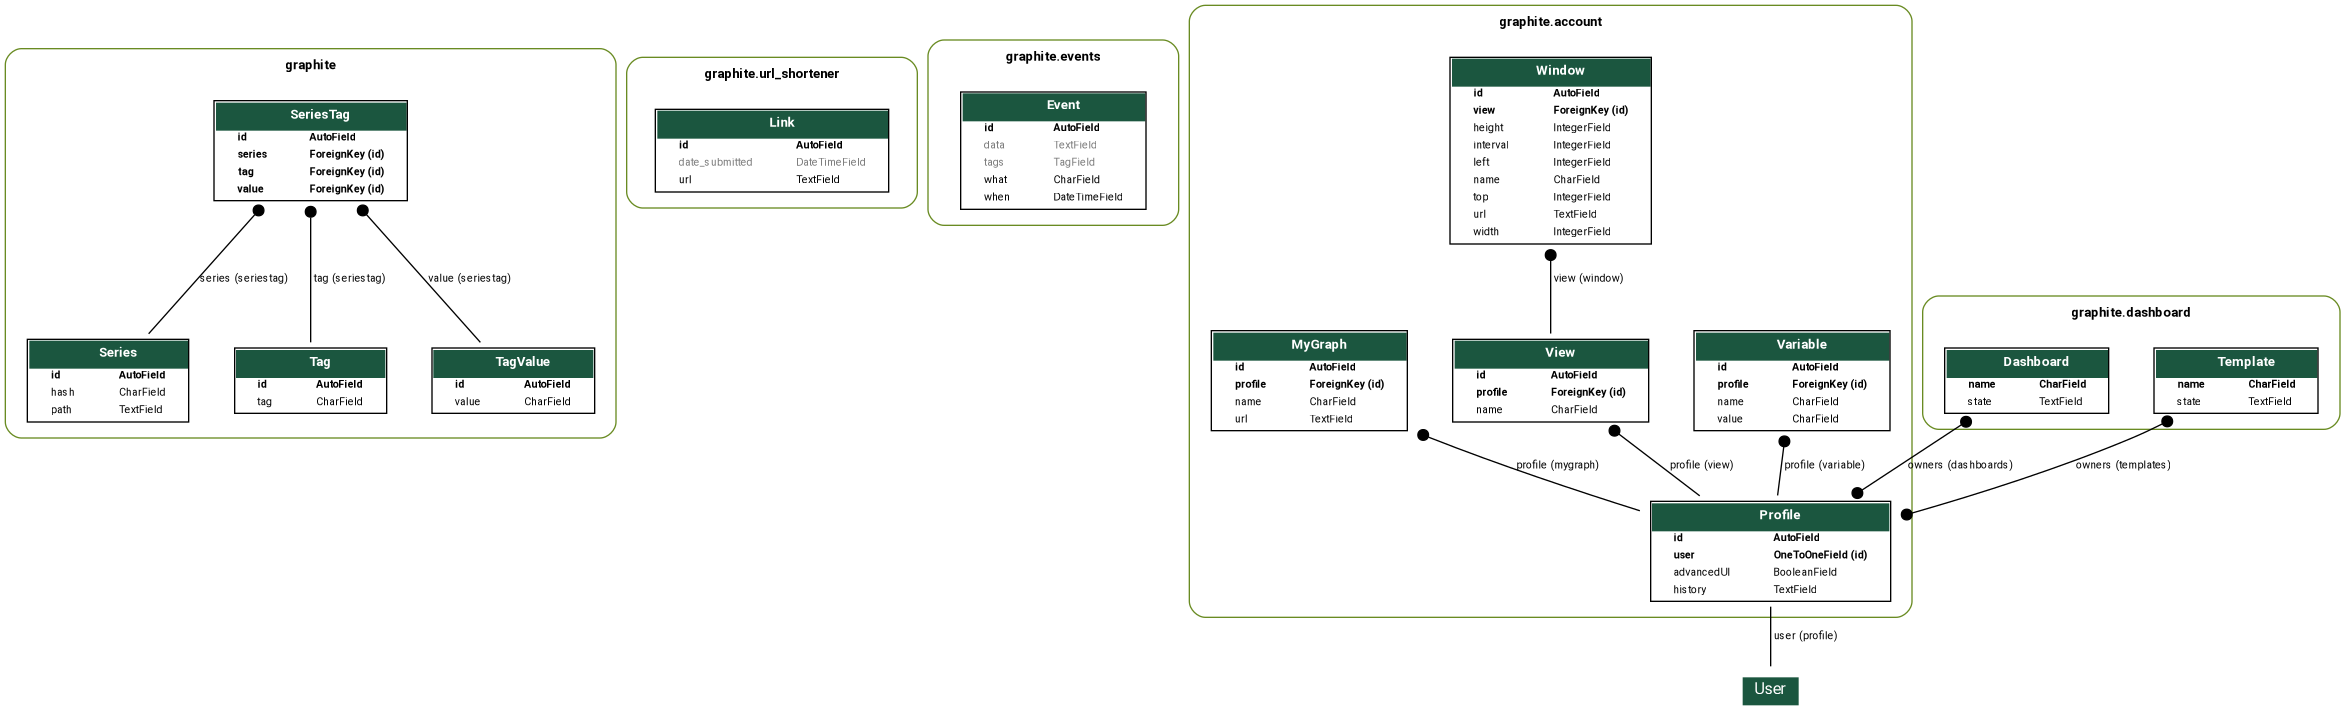 graphite
SeriesTag
id AutoField
series ForeignKey (id)
tag ForeignKey (id)
value ForeignKey (id)
series (seriestag)
tag (seriestag)
value (seriestag)
Series
id AutoField
hash CharField
path TextField
Tag
id AutoField
tag CharField
TagValue
id AutoField
value CharField
graphite.url_shortener
Link
id AutoField
date_submitted DateTimeField
url TextField
graphite.events
Event
id AutoField
data TextField
tags TagField
what CharField
when DateTimeField
graphite.account
Window
id AutoField
view ForeignKey (id)
height IntegerField
interval IntegerField
left IntegerField
name CharField
top IntegerField
url TextField
width IntegerField
view (window)
MyGraph
id AutoField
profile ForeignKey (id)
name CharField
url TextField
View
id AutoField
profile ForeignKey (id)
name CharField
Variable
id AutoField
profile ForeignKey (id)
name CharField
value CharField
graphite.dashboard
Dashboard
name CharField
state TextField
Template
name CharField
state TextField
profile (mygraph)
profile (view)
profile (variable)
owners (dashboards)
owners (templates)
Profile
id AutoField
user OneToOneField (id)
advancedUI BooleanField
history TextField
user (profile)
User